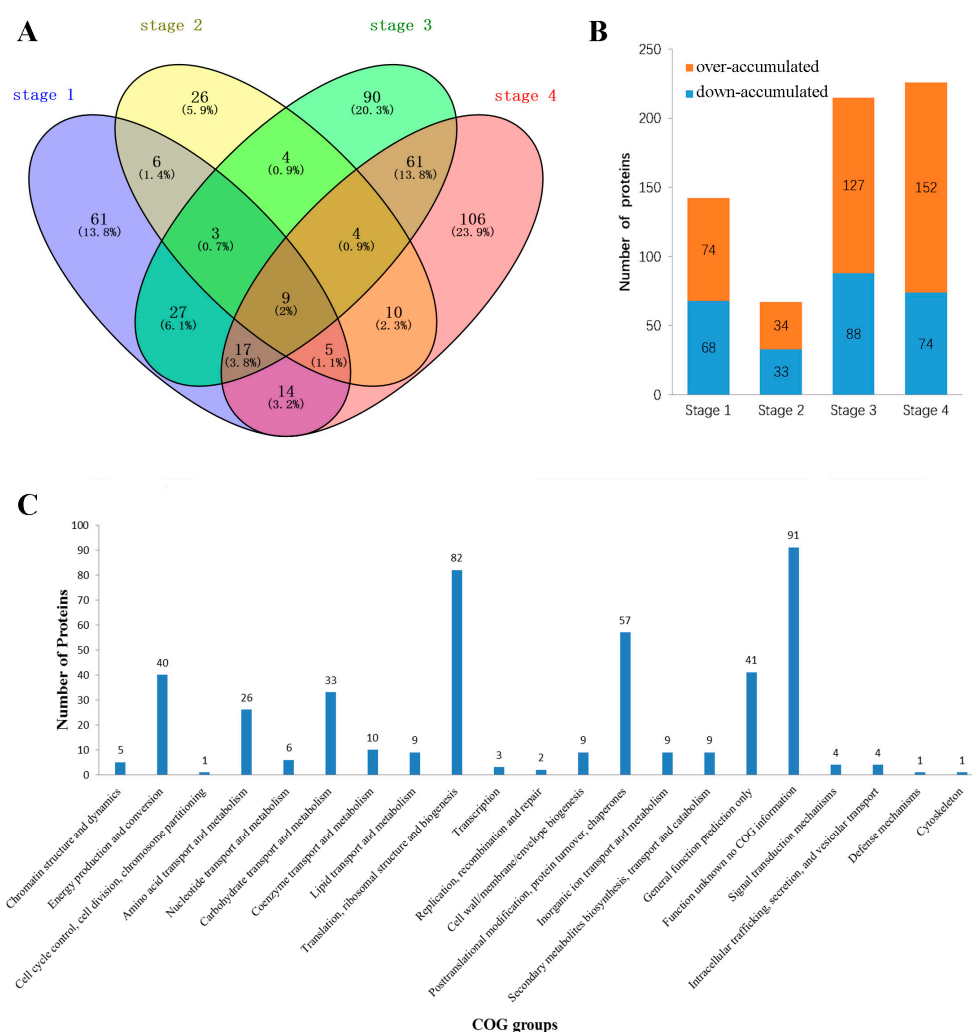 A
stage 2
stage 3
stage 1
stage 4
26
(5.9%)
90
(20.3%)
6
(1.4%)
4
(0.9%)
61
(13.8%)
61
(13.8%)
3
(0.7%)
4
(0.9%)
106
(23.9%)
27
(6.1%)
9
(2%)
10
(2.3%)
17
(3.8%)
5
(1.1%)
14
(3.2%)
B
250
200
150
100
50
0
Number of proteins
over-accumulated
down-accumulated
74
68
34
33
127
88
152
74
Stage 1 Stage 2 Stage 3 Stage 4
C
Number of Proteins
100
90
80
70
60
50
40
30
20
10
0
5 40 1 26 6 33 10 9 82 3 2 9 57 9 9 41 91 4 4 1 1
Chromatin structure and dynamics
Energy production and conversion
Cell cycle control, cell division, chromosome partitioning
Amino acid transport and metabolism
Nucleotide transport and metabolism
Carbohydrate transport and metabolism
Coenzyme transport and metabolism
Lipid transport and metabolism
Translation, ribosomal structure and biogenesis
Transcription
Replication, recombination and repair
Cell wall/membrane/envelope biogenesis
Posttranslational modification, protein turnover, chaperones
Inorganic ion transport and metabolism
Secondary metabolites biosynthesis, transport and catabolism
General function prediction only
Function unknown no COG information
Signal transduction mechanisms
Intracellular trafficking, secretion, and vesicular transport
Defense mechanisms
Cytoskeleton
COG groups